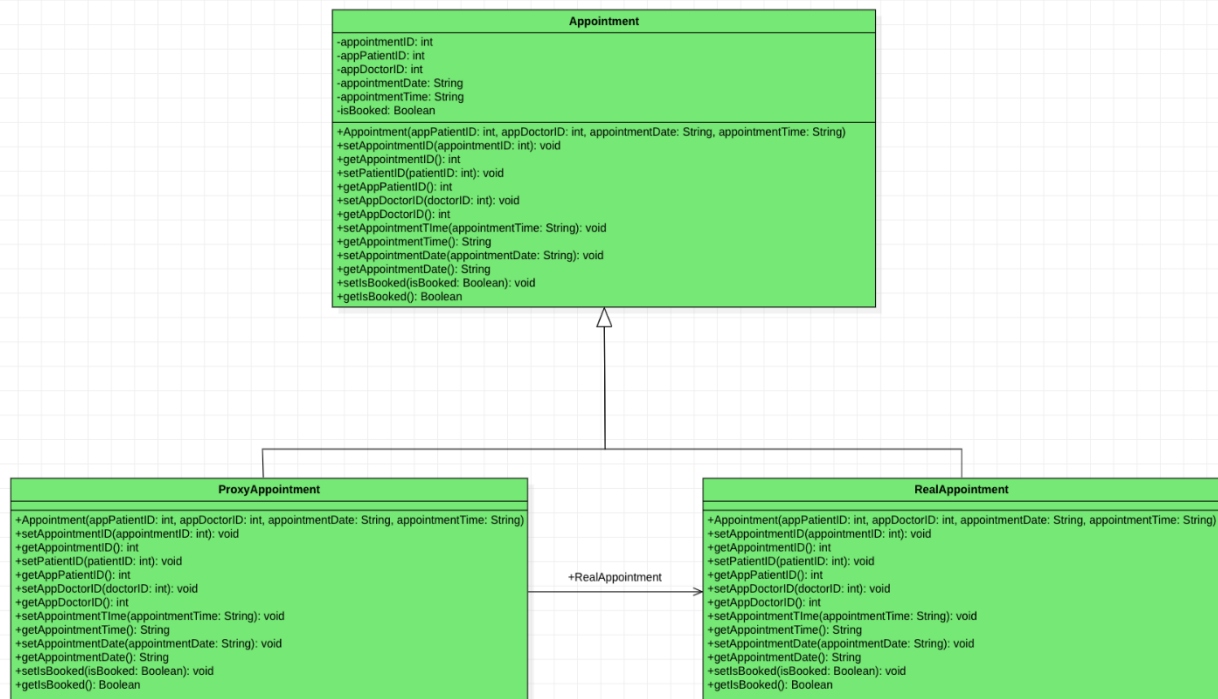 Appointment
-appointmentID: int
-appPatientID: int
-appDoctorID: int
-appointmentDate: String
-appointmentTime: String
-isBooked: Boolean
+Appointment(appPatientID: int, appDoctorID: int, appointmentDate: String, appointmentTime: String)
+setAppointmentID(appointmentID: int): void
+getAppointmentID(): int
+setPatientID(patientID: int): void
+getAppPatientID(): int
+setAppDoctorID(doctorID: int): void
+getAppDoctorID(): int
+setAppointmentTIme(appointmentTime: String): void
+getAppointmentTime(): String
+setAppointmentDate(appointmentDate: String): void
+getAppointmentDate(): String
+setIsBooked(isBooked: Boolean): void
+getIsBooked(): Boolean
ProxyAppointment
+Appointment(appPatientID: int, appDoctorID: int, appointmentDate: String, appointmentTime: String)
+setAppointmentID(appointmentID: int): void
+getAppointmentID(): int
+setPatientID(patientID: int): void
+getAppPatientID(): int
+setAppDoctorID(doctorID: int): void
+getAppDoctorID(): int
+setAppointmentTIme(appointmentTime: String): void
+getAppointmentTime(): String
+setAppointmentDate(appointmentDate: String): void
+getAppointmentDate(): String
+setIsBooked(isBooked: Boolean): void
+getIsBooked(): Boolean
+RealAppointment
RealAppointment
+Appointment(appPatientID: int, appDoctorID: int, appointmentDate: String, appointmentTime: String)
+setAppointmentID(appointmentID: int): void
+getAppointmentID(): int
+setPatientID(patientID: int): void
+getAppPatientID(): int
+setAppDoctorID(doctorID: int): void
+getAppDoctorID(): int
+setAppointmentTIme(appointmentTime: String): void
+getAppointmentTime(): String
+setAppointmentDate(appointmentDate: String): void
+getAppointmentDate(): String
+setIsBooked(isBooked: Boolean): void
+getIsBooked(): Boolean